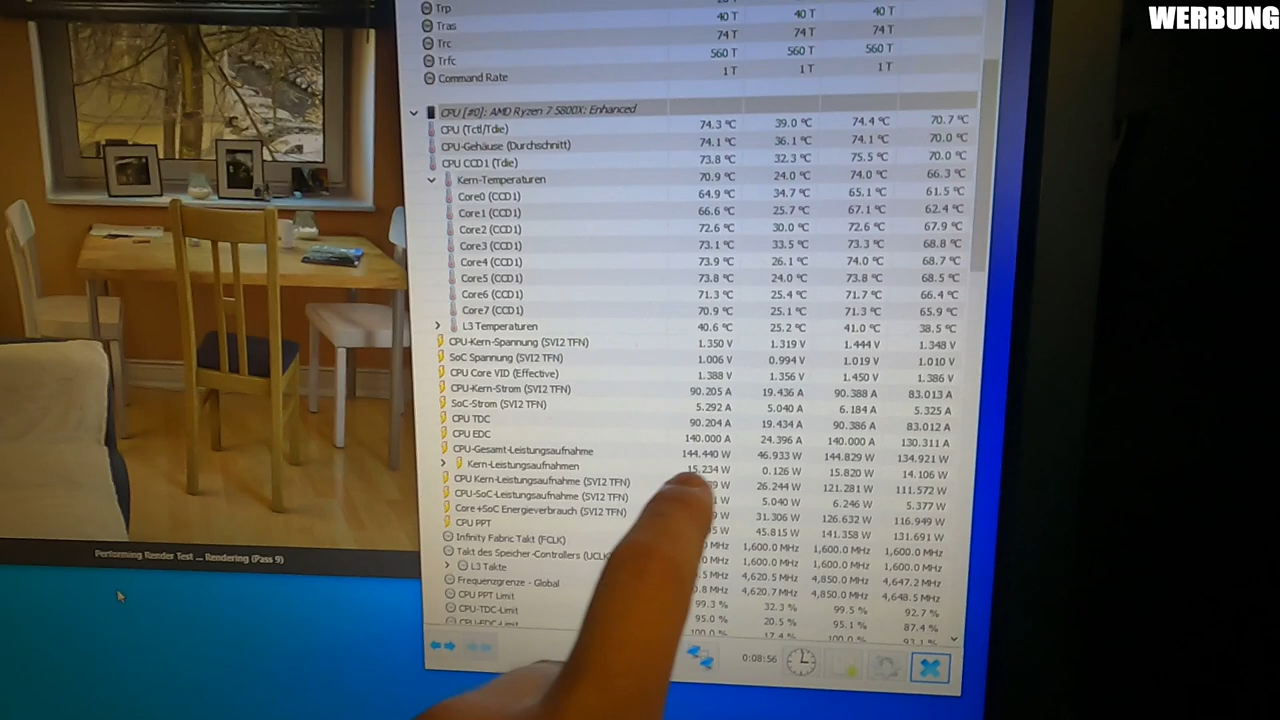 WERBUNG
Trp
Tras 40 T 40 T 40 T
Trc 74 T 74 T 74 T
Trfc 560 T 560 T 560 T
Command Rate 1 T 1 T 1 T
CPU [#0]: AMD Ryzen 7 5800X: Enhanced
CPU (Tctl/Tdie) 74.3 °C 39.0 °C 74.4 °C 70.7 °C
CPU-Gehäuse (Durchschnitt) 74.1 °C 36.1 °C 74.1 °C 70.0 °C
CPU CCD1 (Tdie) 73.8 °C 32.3 °C 75.5 °C 70.0 °C
Kern-Temperaturen 70.9 °C 24.0 °C 74.0 °C 66.3 °C
Core0 (CCD1) 64.9 °C 34.7 °C 65.1 °C 61.5 °C
Core1 (CCD1) 66.6 °C 25.7 °C 67.1 °C 62.4 °C
Core2 (CCD1) 72.6 °C 30.0 °C 72.6 °C 67.9 °C
Core3 (CCD1) 73.1 °C 33.5 °C 73.3 °C 68.8 °C
Core4 (CCD1) 73.9 °C 26.1 °C 74.0 °C 68.7 °C
Core5 (CCD1) 73.8 °C 24.0 °C 73.8 °C 68.5 °C
Core6 (CCD1) 71.3 °C 25.4 °C 71.7 °C 66.4 °C
Core7 (CCD1) 70.9 °C 25.1 °C 71.3 °C 65.9 °C
L3 Temperaturen 40.6 °C 25.2 °C 41.0 °C 38.5 °C
CPU-Kern-Spannung (SVI2 TFN) 1.350 V 1.319 V 1.444 V 1.348 V
SoC Spannung (SVI2 TFN) 1.006 V 0.994 V 1.019 V 1.010 V
CPU Core VID (Effective) 1.388 V 1.356 V 1.450 V 1.386 V
CPU-Kern-Strom (SVI2 TFN) 90.205 A 19.436 A 90.388 A 83.013 A
SoC-Strom (SVI2 TFN) 5.292 A 5.040 A 6.184 A 5.325 A
CPU TDC 90.204 A 19.434 A 90.386 A 83.012 A
CPU EDC 140.000 A 24.396 A 140.000 A 130.311 A
CPU-Gesamt-Leistungsaufnahme 144.440 W 46.933 W 144.829 W 134.921 W
Kern-Leistungsaufnahmen 15.234 W 0.126 W 15.820 W 14.106 W
CPU Kern-Leistungsaufnahme (SVI2 TFN) W 26.244 W 121.281 W 111.572 W
CPU-SoC-Leistungsaufnahme (SVI2 TFN) W 5.040 W 6.246 W 5.377 W
Core+SoC Energieverbrauch (SVI2 TFN) W 31.306 W 126.632 W 116.949 W
CPU PPT W 45.815 W 141.358 W 131.691 W
Infinity Fabric Takt (FCLK) MHz 1,600.0 MHz 1,600.0 MHz 1,600.0 MHz
Takt des Speicher-Controllers (UCLK MHz 1,600.0 MHz 1,600.0 MHz 1,600.0 MHz
L3 Takte .5 MHz 4,620.5 MHz 4,850.0 MHz 4,647.2 MHz
Frequenzgrenze - Global .8 MHz 4,620.7 MHz 4,850.0 MHz 4,648.5 MHz
CPU PPT Limit 99.3 % 32.3 % 99.5 % 92.7 %
CPU-TDC-Limit 95.0 % 20.5 % 95.1 % 87.4 %
CPU-EDC-Limit 100.0 % 17.4 % 100.0 % 93.1 %
0:08:56
Performing Render Test ... Rendering (Pass 9)